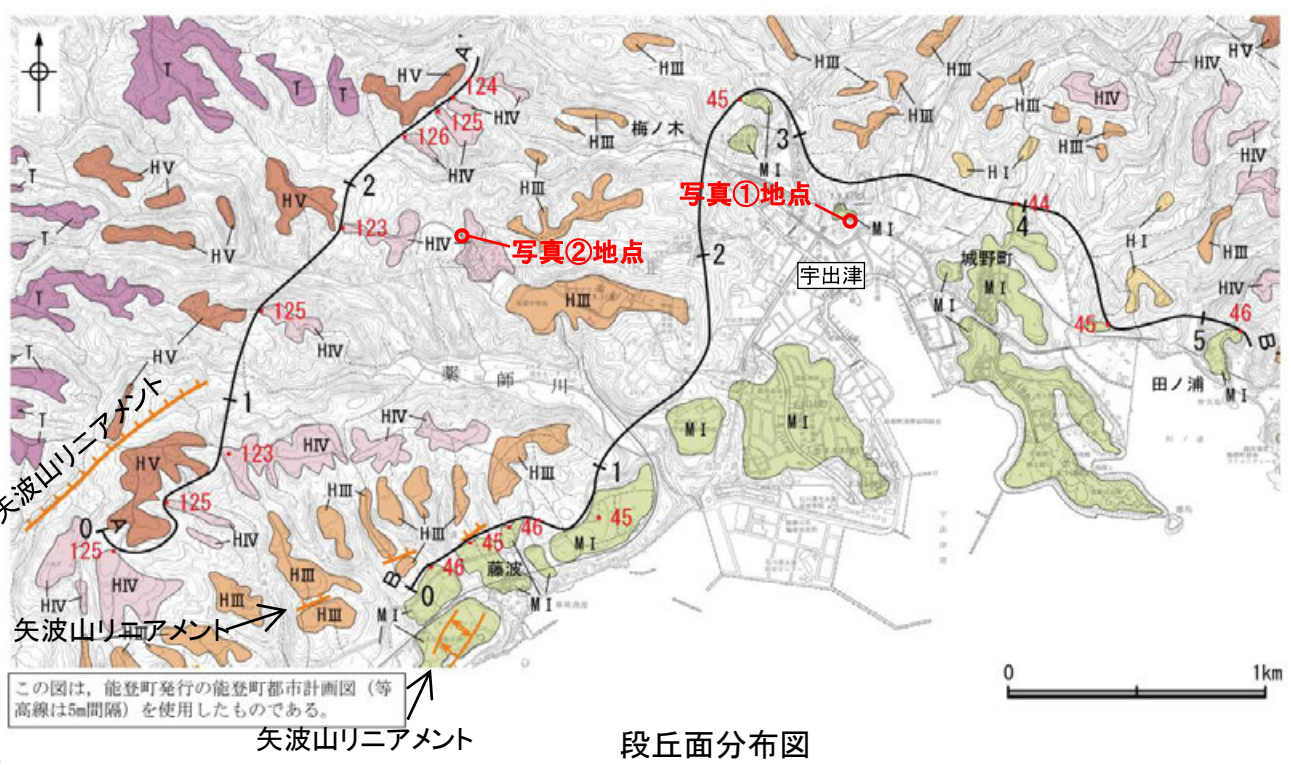 T
T
T
HⅤ
A'
124
HⅣ
125
126
HⅣ
HⅢ
HⅢ
梅ノ木
45
3
MⅠ
HⅢ
HⅢ
HⅢ
HⅣ
HⅢ
HⅣ
HⅤ
HⅣ
T
HⅤ
HⅤ
2
HⅢ
写真①地点
MⅠ
HⅠ
44
4
T
HⅤ
123
HⅣ
写真②地点
2
宇出津
城野町
MⅠ
MⅠ
HⅠ
HⅢ
HⅣ
T
HⅤ
125
HⅣ
HⅢ
45
5
46
B'
薬師川
田ノ浦
MⅠ
T
1
矢波山リニアメント
HⅤ
123
HⅣ
HⅢ
1
MⅠ
MⅠ
0
A
125
125
HⅣ
HⅢ
HⅢ
45
46
45
MⅠ
HⅣ
HⅣ
HⅢ
HⅢ
HⅢ
B
0
46
藤波
MⅠ
MⅠ
矢波山リニアメント
HⅢ
0
1km
この図は，能登町発行の能登町都市計画図（等
高線は5m間隔）を使用したものである。
矢波山リニアメント
段丘面分布図